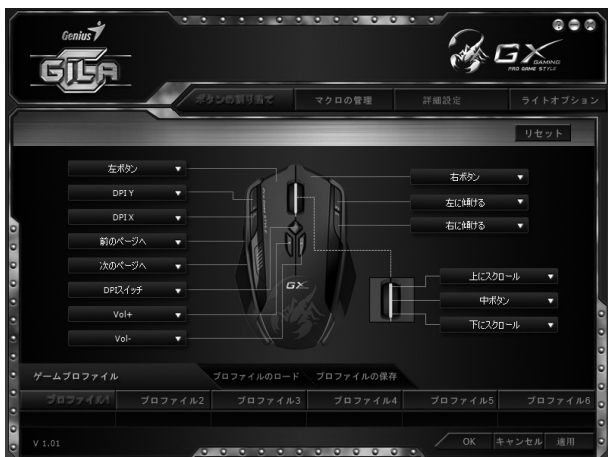 Genius
GILA
GX
GAMING
PRO GAME STYLE
ボタンの割り当て
マクロの管理
詳細設定
ライトオプション
リセット
左ボタン
DPI Y
DPI X
前のページへ
次のページへ
DPIスイッチ
Vol+
Vol-
右ボタン
左に傾ける
右に傾ける
上にスクロール
中ボタン
下にスクロール
GX
ゲームプロファイル
プロファイルのロード
プロファイルの保存
プロファイル1
プロファイル2
プロファイル3
プロファイル4
プロファイル5
プロファイル6
V 1.01
OK
キャンセル
適用